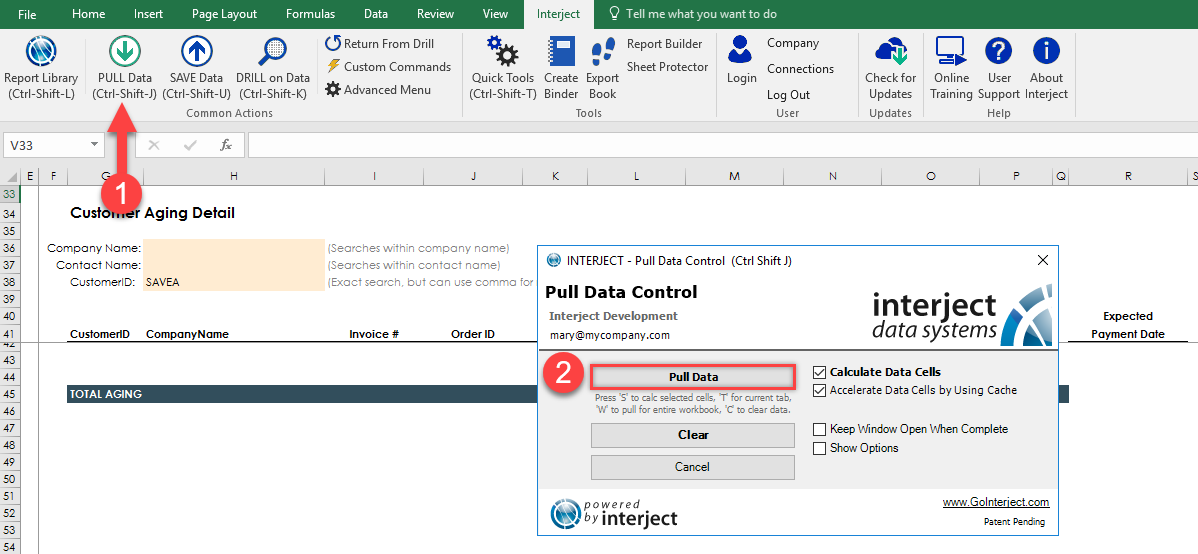 File Home Insert Page Layout Formulas Data Review View Interject Tell me what you want to do
Report Library
(Ctrl-Shift-L)
PULL Data
(Ctrl-Shift-J)
SAVE Data
(Ctrl-Shift-U)
DRILL on Data
(Ctrl-Shift-K)
Return From Drill
Custom Commands
Advanced Menu
Common Actions
Quick Tools
(Ctrl-Shift-T)
Create
Binder
Export
Book
Report Builder
Sheet Protector
Tools
Login
Company
Connections
Log Out
User
Check for
Updates
Updates
Online
Training
User
Support
About
Interject
Help
V33 fx
1
E F G H I J K L M N O P Q R S
33
34 Customer Aging Detail
35
36 Company Name: (Searches within company name)
37 Contact Name: (Searches within contact name)
38 CustomerID: SAVEA (Exact search, but can use comma for
39
40 Expected
41 CustomerID CompanyName Invoice # Order ID Payment Date
42
43
44
45 TOTAL AGING
46
47
48
49
50
51
52
53
54
INTERJECT - Pull Data Control (Ctrl Shift J)
Pull Data Control
Interject Development
mary@mycompany.com
interject
data systems
2
Pull Data
Press 'S' to calc selected cells, 'T' for current tab,
'W' to pull for entire workbook, 'C' to clear data.
Clear
Cancel
Calculate Data Cells
Accelerate Data Cells by Using Cache
Keep Window Open When Complete
Show Options
powered
by interject
www.GoInterject.com
Patent Pending